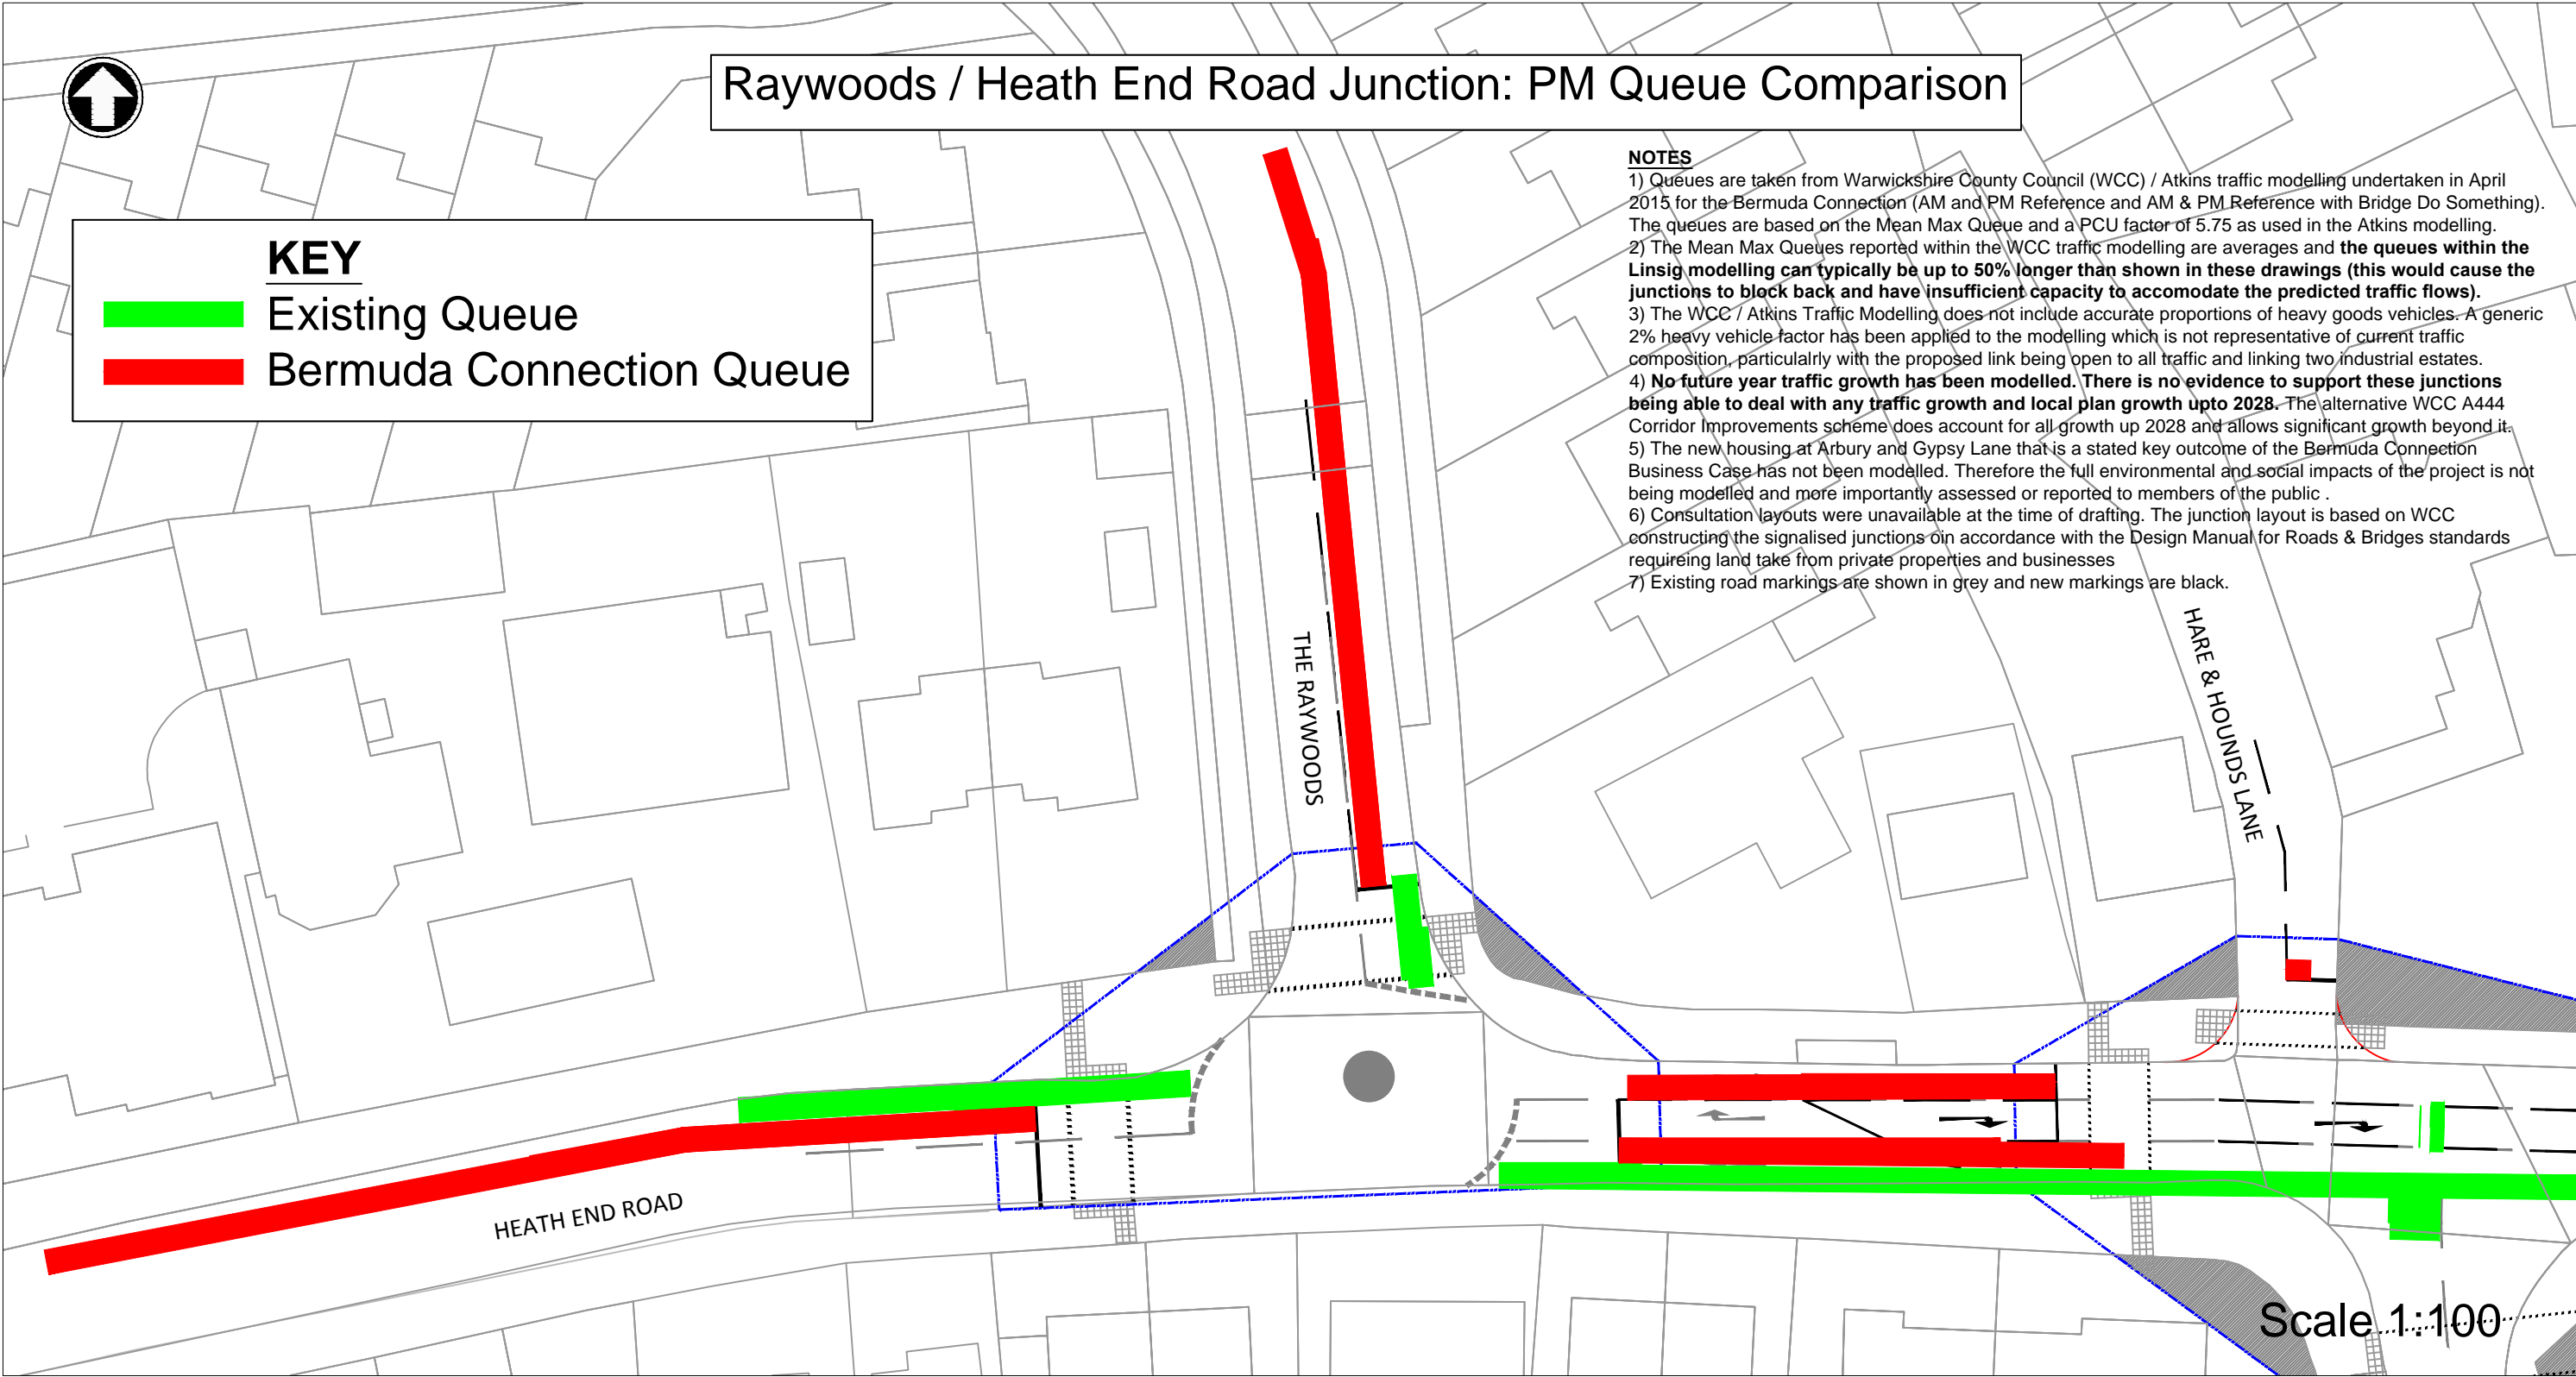 Raywoods / Heath End Road Junction: PM Queue Comparison
KEY
Existing Queue
Bermuda Connection Queue
NOTES
1) Queues are taken from Warwickshire County Council (WCC) / Atkins traffic modelling undertaken in April
2015 for the Bermuda Connection (AM and PM Reference and AM & PM Reference with Bridge Do Something).
The queues are based on the Mean Max Queue and a PCU factor of 5.75 as used in the Atkins modelling.
2) The Mean Max Queues reported within the WCC traffic modelling are averages and the queues within the
Linsig modelling can typically be up to 50% longer than shown in these drawings (this would cause the
junctions to block back and have insufficient capacity to accomodate the predicted traffic flows).
3) The WCC / Atkins Traffic Modelling does not include accurate proportions of heavy goods vehicles. A generic
2% heavy vehicle factor has been applied to the modelling which is not representative of current traffic
composition, particulalrly with the proposed link being open to all traffic and linking two industrial estates.
4) No future year traffic growth has been modelled. There is no evidence to support these junctions
being able to deal with any traffic growth and local plan growth upto 2028. The alternative WCC A444
Corridor Improvements scheme does account for all growth up 2028 and allows significant growth beyond it.
5) The new housing at Arbury and Gypsy Lane that is a stated key outcome of the Bermuda Connection
Business Case has not been modelled. Therefore the full environmental and social impacts of the project is not
being modelled and more importantly assessed or reported to members of the public .
6) Consultation layouts were unavailable at the time of drafting. The junction layout is based on WCC
constructing the signalised junctions oin accordance with the Design Manual for Roads & Bridges standards
requireing land take from private properties and businesses
7) Existing road markings are shown in grey and new markings are black.
THE RAYWOODS
HARE & HOUNDS LANE
HEATH END ROAD
Scale 1:100